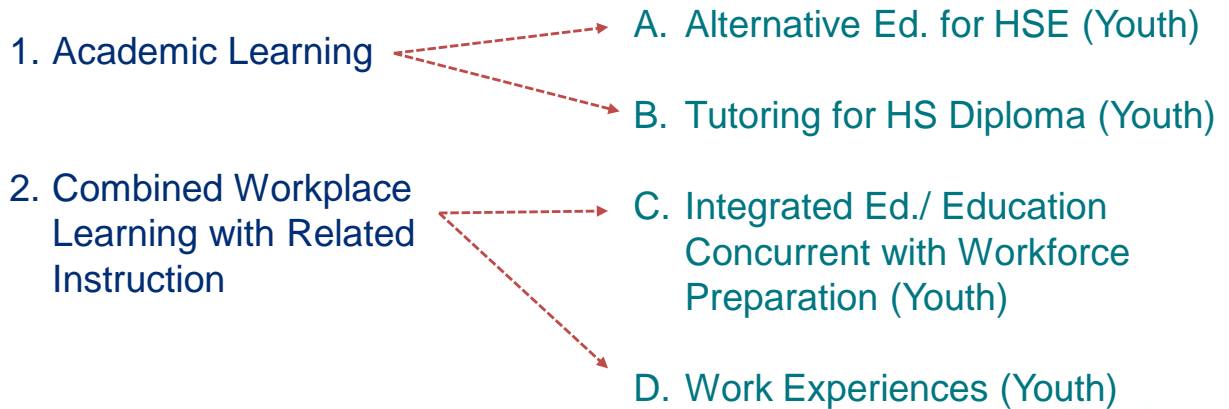 1. Academic Learning
2. Combined Workplace
Learning with Related
Instruction
A. Alternative Ed. for HSE (Youth)
B. Tutoring for HS Diploma (Youth)
C. Integrated Ed./ Education
Concurrent with Workforce
Preparation (Youth)
D. Work Experiences (Youth)